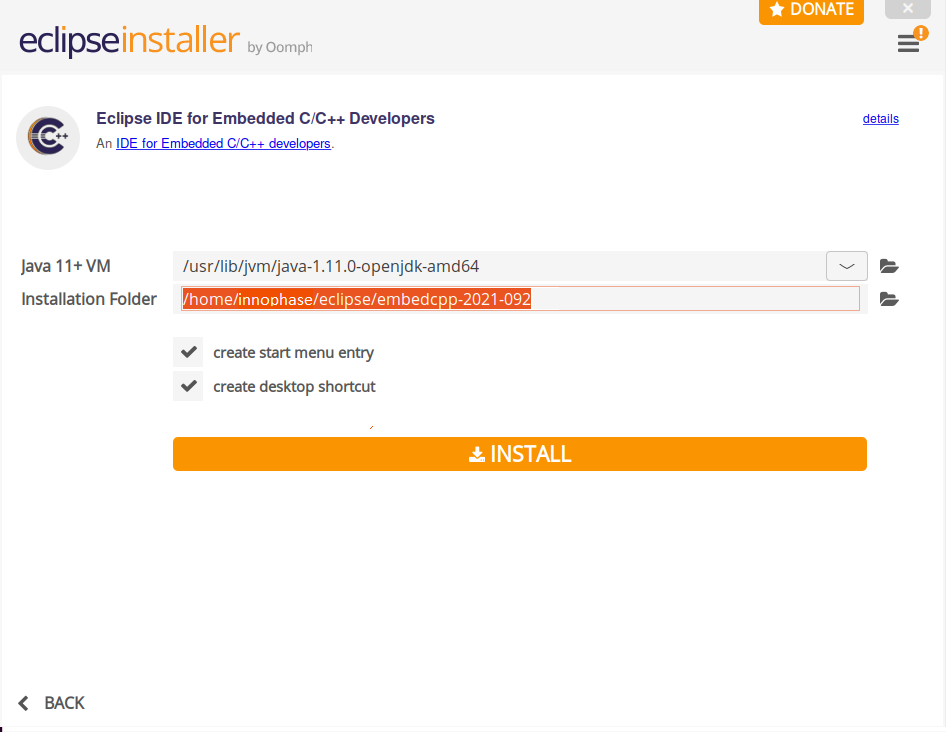 DONATE
eclipseinstaller by Oomph
!
Eclipse IDE for Embedded C/C++ Developers
details
An IDE for Embedded C/C++ developers.
C++
Java 11+ VM
/usr/lib/jvm/java-1.11.0-openjdk-amd64
Installation Folder
/home/innophase/eclipse/embedcpp-2021-092
create start menu entry
create desktop shortcut
INSTALL
BACK